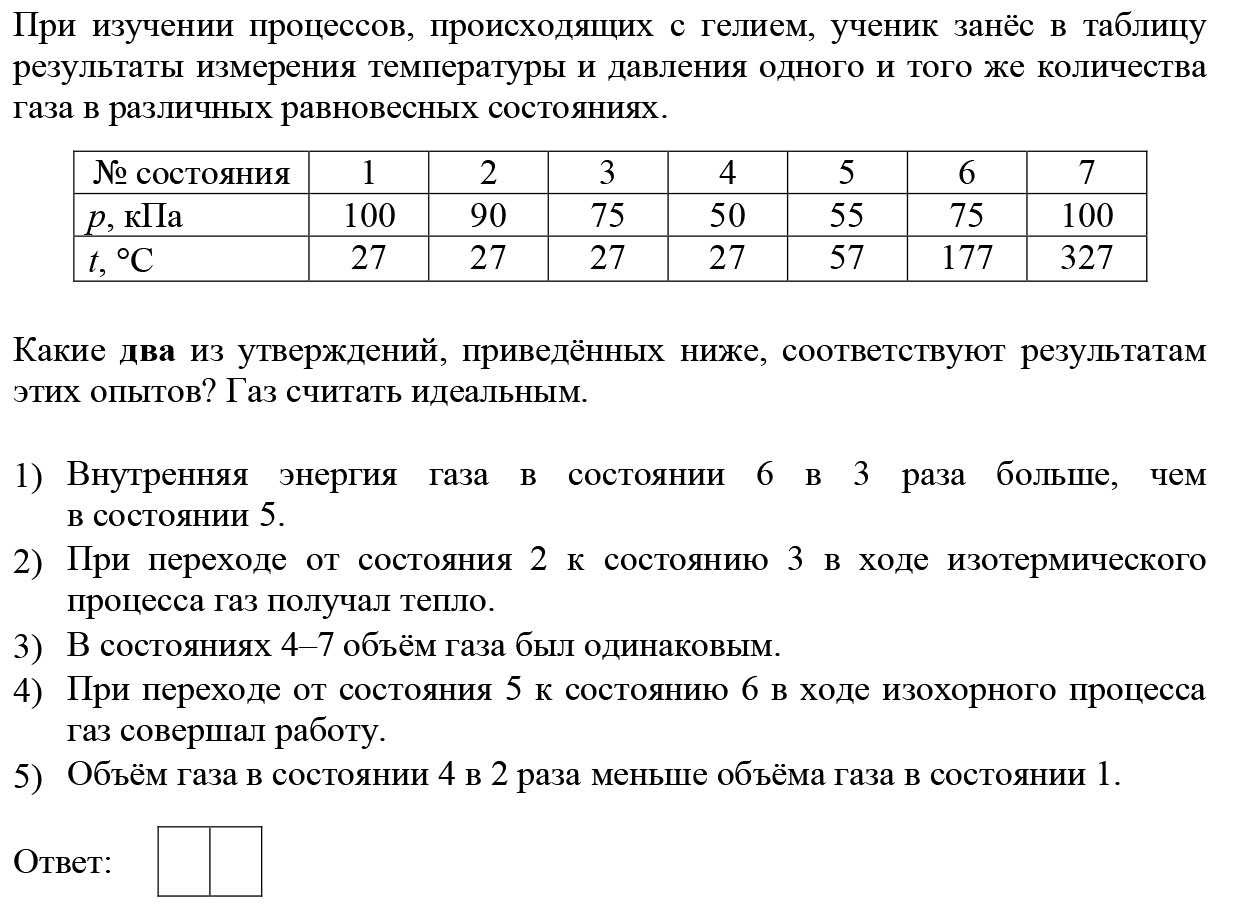 При изучении процессов, происходящих с гелием, ученик занёс в таблицу
результаты измерения температуры и давления одного и того же количества
газа в различных равновесных состояниях.
№ состояния 1 2 3 4 5 6 7
p, кПа 100 90 75 50 55 75 100
t, °C 27 27 27 27 57 177 327
Какие два из утверждений, приведённых ниже, соответствуют результатам
этих опытов? Газ считать идеальным.
1) Внутренняя энергия газа в состоянии 6 в 3 раза больше, чем
в состоянии 5.
2) При переходе от состояния 2 к состоянию 3 в ходе изотермического
процесса газ получал тепло.
3) В состояниях 4–7 объём газа был одинаковым.
4) При переходе от состояния 5 к состоянию 6 в ходе изохорного процесса
газ совершал работу.
5) Объём газа в состоянии 4 в 2 раза меньше объёма газа в состоянии 1.
Ответ: